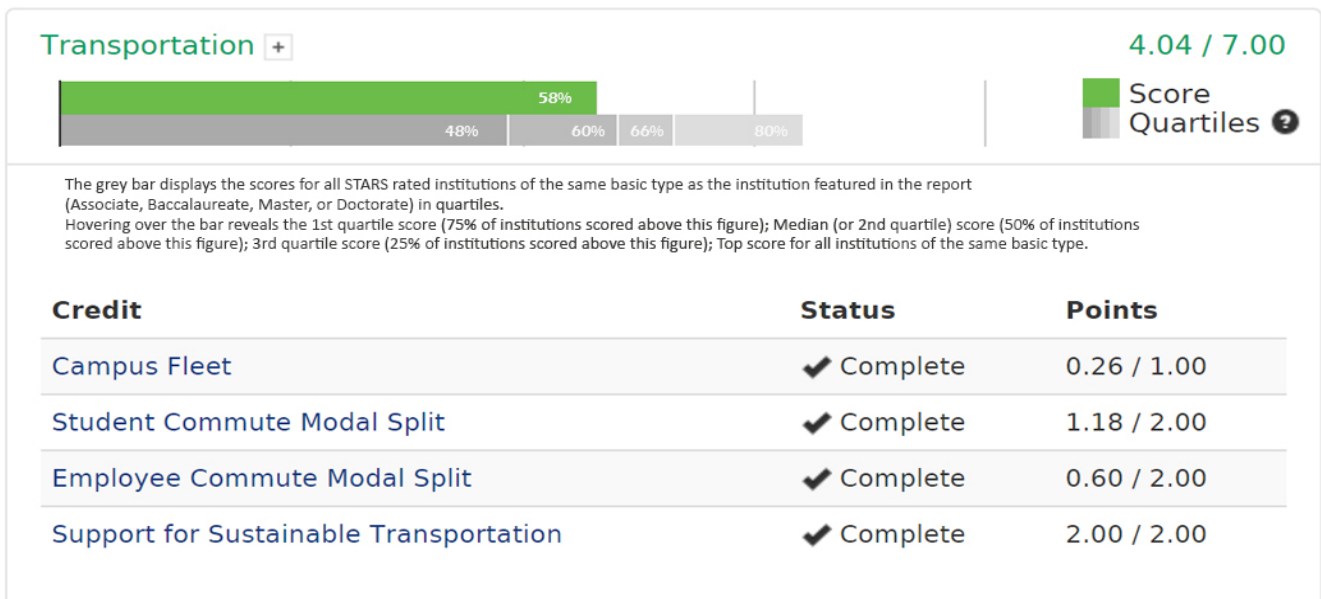 Transportation +
4.04 / 7.00
58%
48% 60% 66% 80%
Score
Quartiles ?
The grey bar displays the scores for all STARS rated institutions of the same basic type as the institution featured in the report
(Associate, Baccalaureate, Master, or Doctorate) in quartiles.
Hovering over the bar reveals the 1st quartile score (75% of institutions scored above this figure); Median (or 2nd quartile) score (50% of institutions
scored above this figure); 3rd quartile score (25% of institutions scored above this figure); Top score for all institutions of the same basic type.
Credit Status Points
Campus Fleet ✔ Complete 0.26 / 1.00
Student Commute Modal Split ✔ Complete 1.18 / 2.00
Employee Commute Modal Split ✔ Complete 0.60 / 2.00
Support for Sustainable Transportation ✔ Complete 2.00 / 2.00